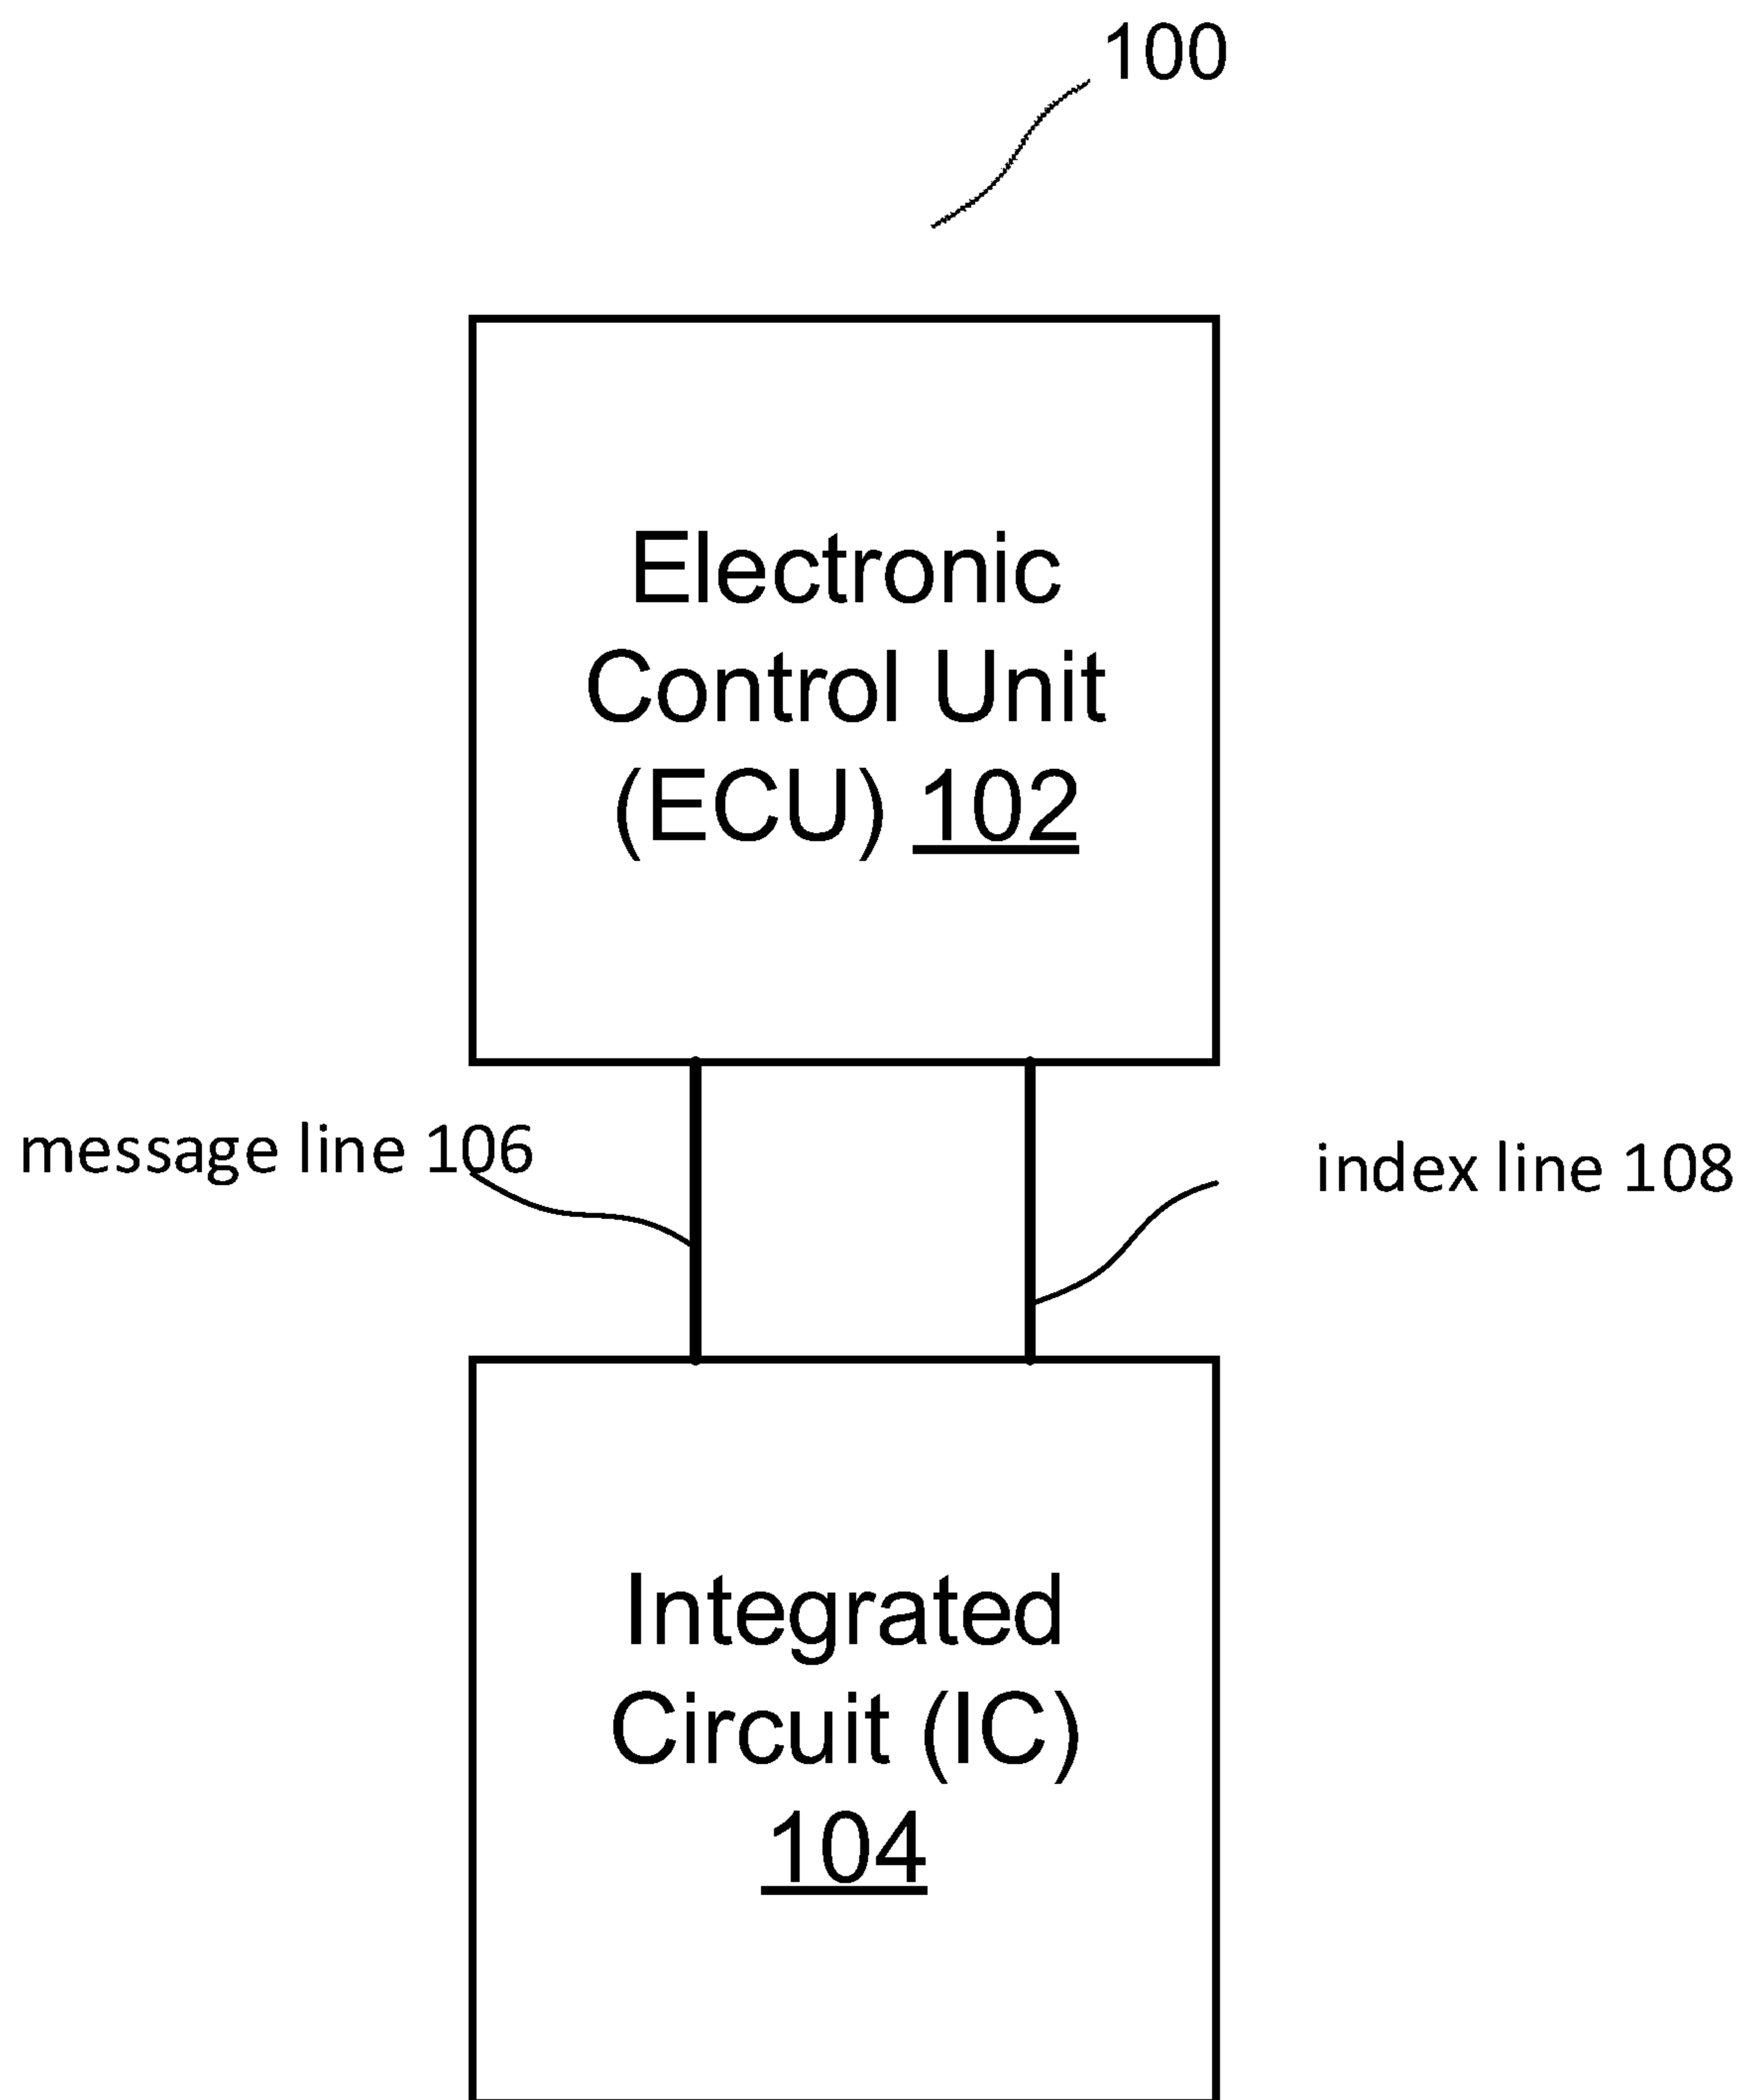 100
Electronic
Control Unit
(ECU) 102
message line 106
index line 108
Integrated
Circuit (IC)
104